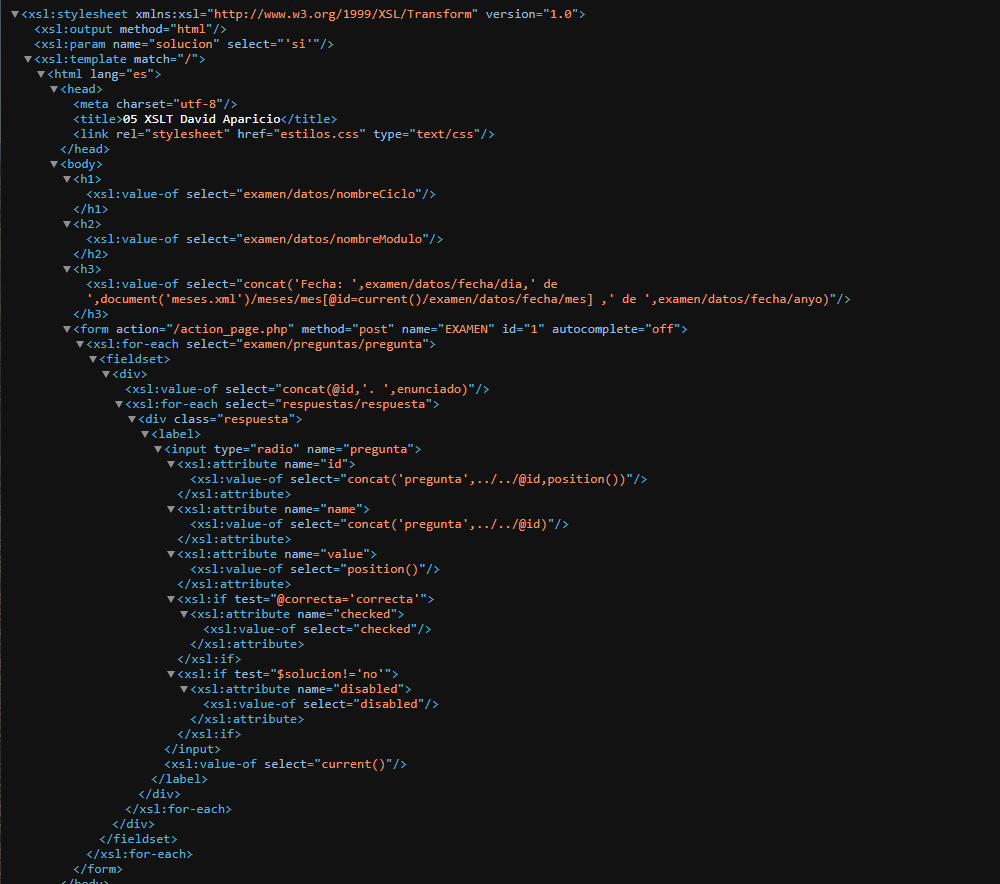 ▼<xsl:stylesheet xmlns:xsl="http://www.w3.org/1999/XSL/Transform" version="1.0">
<xsl:output method="html"/>
<xsl:param name="solucion" select="'si'"/>
▼<xsl:template match="/">
▼<html lang="es">
▼<head>
<meta charset="utf-8"/>
<title>05 XSLT David Aparicio</title>
<link rel="stylesheet" href="estilos.css" type="text/css"/>
</head>
▼<body>
▼<h1>
<xsl:value-of select="examen/datos/nombreCiclo"/>
</h1>
▼<h2>
<xsl:value-of select="examen/datos/nombreModulo"/>
</h2>
▼<h3>
<xsl:value-of select="concat('Fecha: ',examen/datos/fecha/dia,' de
',document('meses.xml')/meses/mes[@id=current()/examen/datos/fecha/mes] ,' de ',examen/datos/fecha/anyo)"/>
</h3>
▼<form action="/action_page.php" method="post" name="EXAMEN" id="1" autocomplete="off">
▼<xsl:for-each select="examen/preguntas/pregunta">
▼<fieldset>
▼<div>
<xsl:value-of select="concat(@id,'. ',enunciado)"/>
▼<xsl:for-each select="respuestas/respuesta">
▼<div class="respuesta">
▼<label>
▼<input type="radio" name="pregunta">
▼<xsl:attribute name="id">
<xsl:value-of select="concat('pregunta',../../@id,position())"/>
</xsl:attribute>
▼<xsl:attribute name="name">
<xsl:value-of select="concat('pregunta',../../@id)"/>
</xsl:attribute>
▼<xsl:attribute name="value">
<xsl:value-of select="position()"/>
</xsl:attribute>
▼<xsl:if test="@correcta='correcta'">
▼<xsl:attribute name="checked">
<xsl:value-of select="checked"/>
</xsl:attribute>
</xsl:if>
▼<xsl:if test="$solucion!='no'">
▼<xsl:attribute name="disabled">
<xsl:value-of select="disabled"/>
</xsl:attribute>
</xsl:if>
</input>
<xsl:value-of select="current()"/>
</label>
</div>
</xsl:for-each>
</div>
</fieldset>
</xsl:for-each>
</form>
</body>